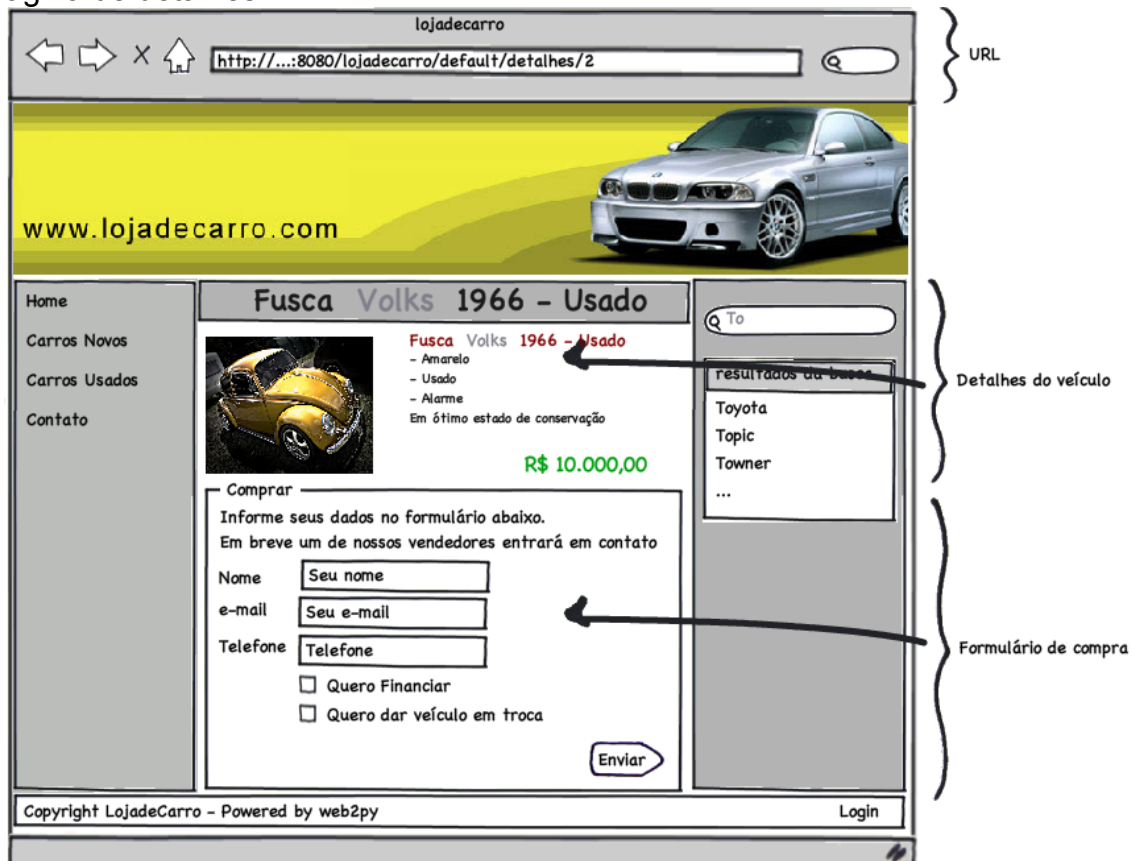 lojadecarro
http://...:8080/lojadecarro/default/detalhes/2
URL
www.lojadecarro.com
Home
Carros Novos
Carros Usados
Contato
Fusca Volks 1966 - Usado
Fusca Volks 1966 - Usado
- Amarelo
- Usado
- Alarme
Em ótimo estado de conservação
R$ 10.000,00
Comprar
Informe seus dados no formulário abaixo.
Em breve um de nossos vendedores entrará em contato
Nome Seu nome
e-mail Seu e-mail
Telefone Telefone
Quero Financiar
Quero dar veículo em troca
Enviar
To
resultados da busca
Toyota
Topic
Towner
...
Detalhes do veículo
Formulário de compra
Copyright LojadeCarro - Powered by web2py
Login